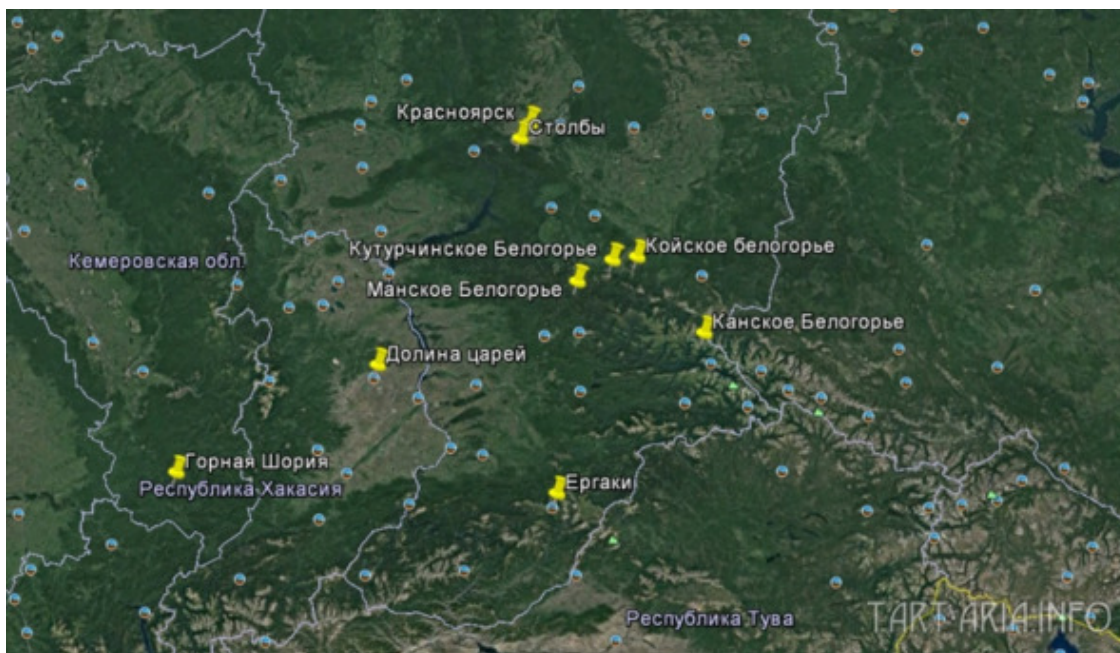 Красноярск
Столбы
Кутурчинское Белогорье
Койское белогорье
Кемеровская обл.
Манское Белогорье
Канское Белогорье
Долина царей
Горная Шория
Республика Хакасия
Ергаки
Республика Тува
TART-ARIA.INFO